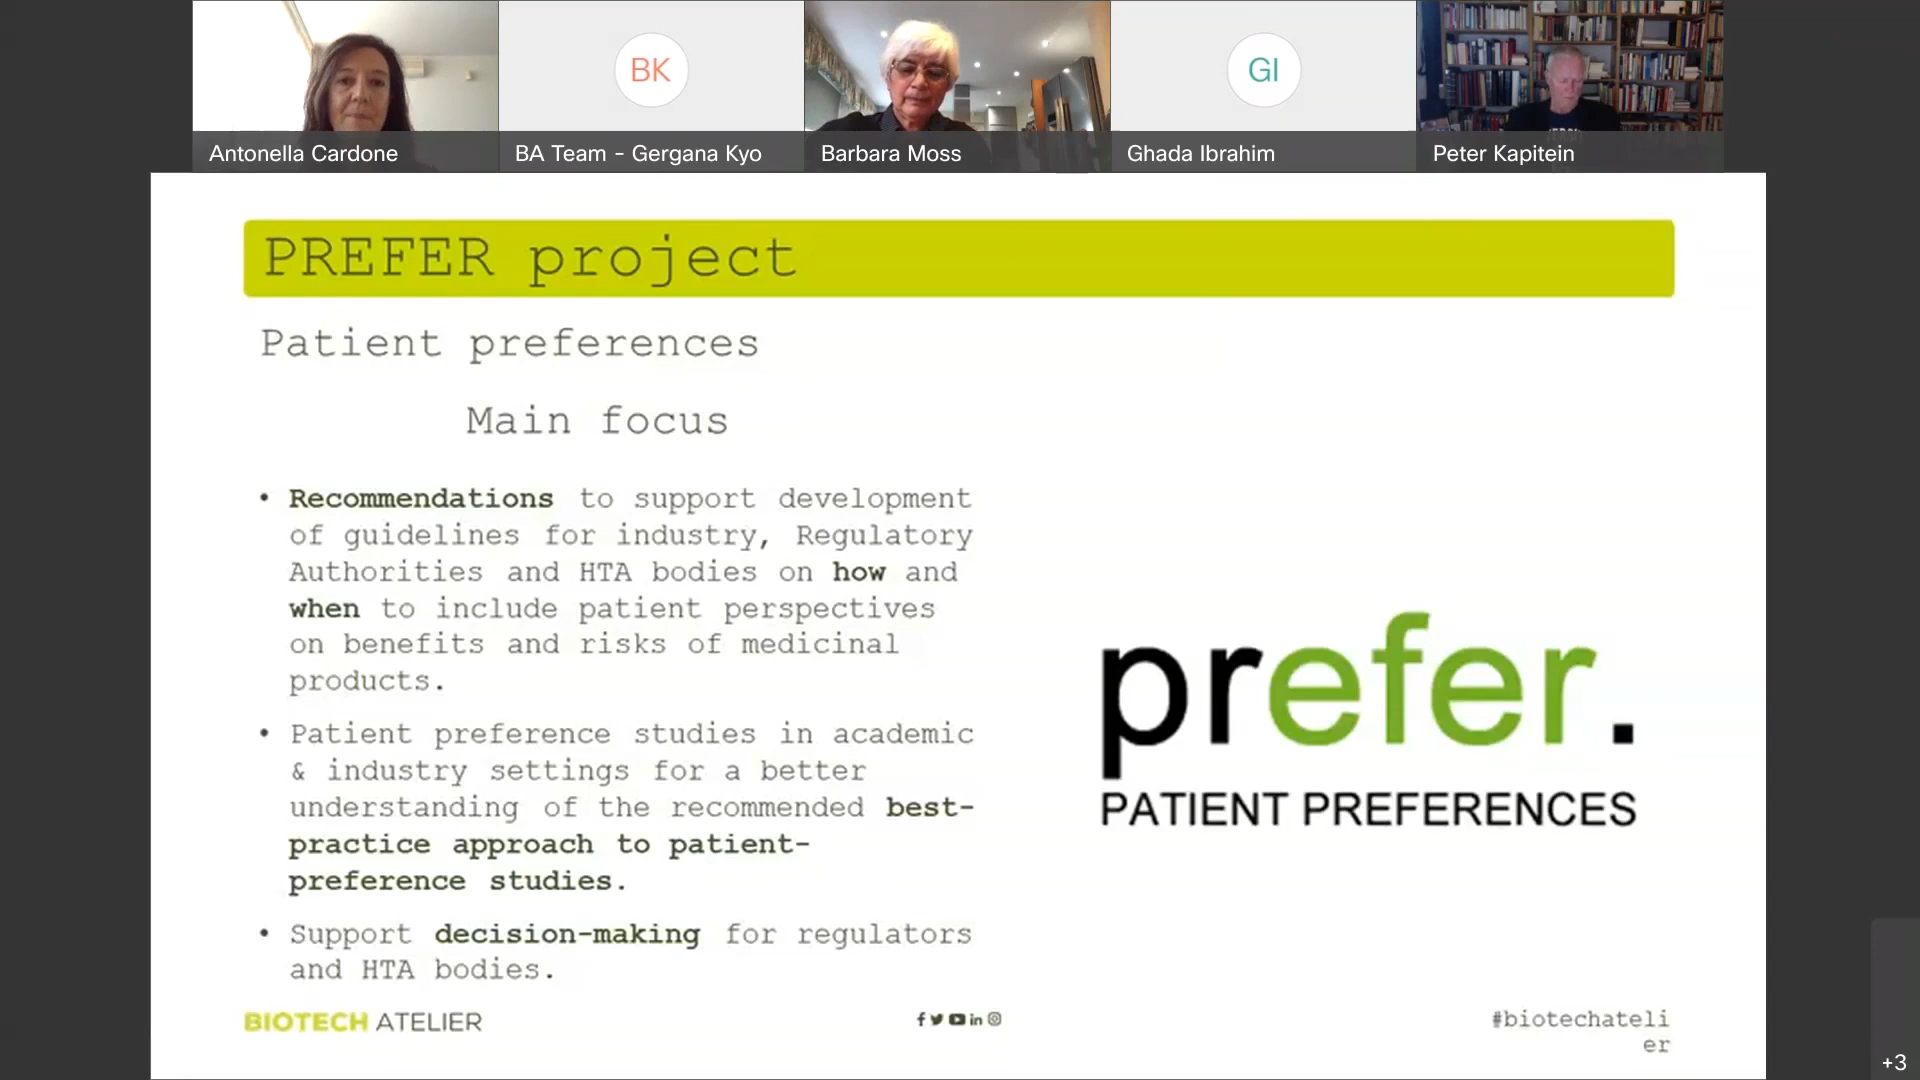 BK
GI
Antonella Cardone
BA Team - Gergana Kyo
Barbara Moss
Ghada Ibrahim
Peter Kapitein
PREFER project
Patient preferences
Main focus
• Recommendations to support development
of guidelines for industry, Regulatory
Authorities and HTA bodies on how and
when to include patient perspectives
on benefits and risks of medicinal
products.
• Patient preference studies in academic
& industry settings for a better
understanding of the recommended best-
practice approach to patient-
preference studies.
• Support decision-making for regulators
and HTA bodies.
prefer.
PATIENT PREFERENCES
BIOTECH ATELIER
#biotechateli
er
+3